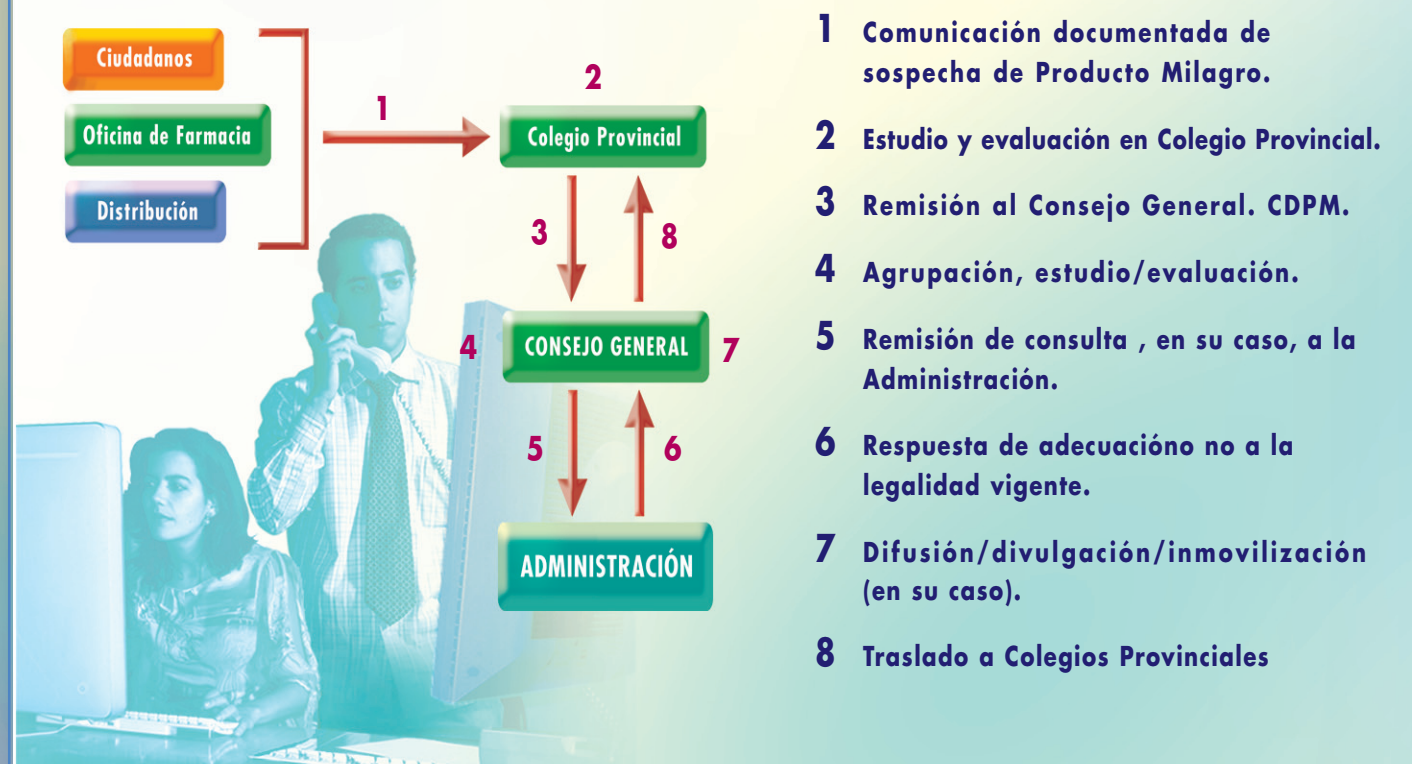 Ciudadanos
Oficina de Farmacia
Distribución
1
2
Colegio Provincial
3
8
4
CONSEJO GENERAL
7
5
6
ADMINISTRACIÓN
1 Comunicación documentada de
sospecha de Producto Milagro.
2 Estudio y evaluación en Colegio Provincial.
3 Remisión al Consejo General. CDPM.
4 Agrupación, estudio/evaluación.
5 Remisión de consulta , en su caso, a la
Administración.
6 Respuesta de adecuacióno no a la
legalidad vigente.
7 Difusión/divulgación/inmovilización
(en su caso).
8 Traslado a Colegios Provinciales